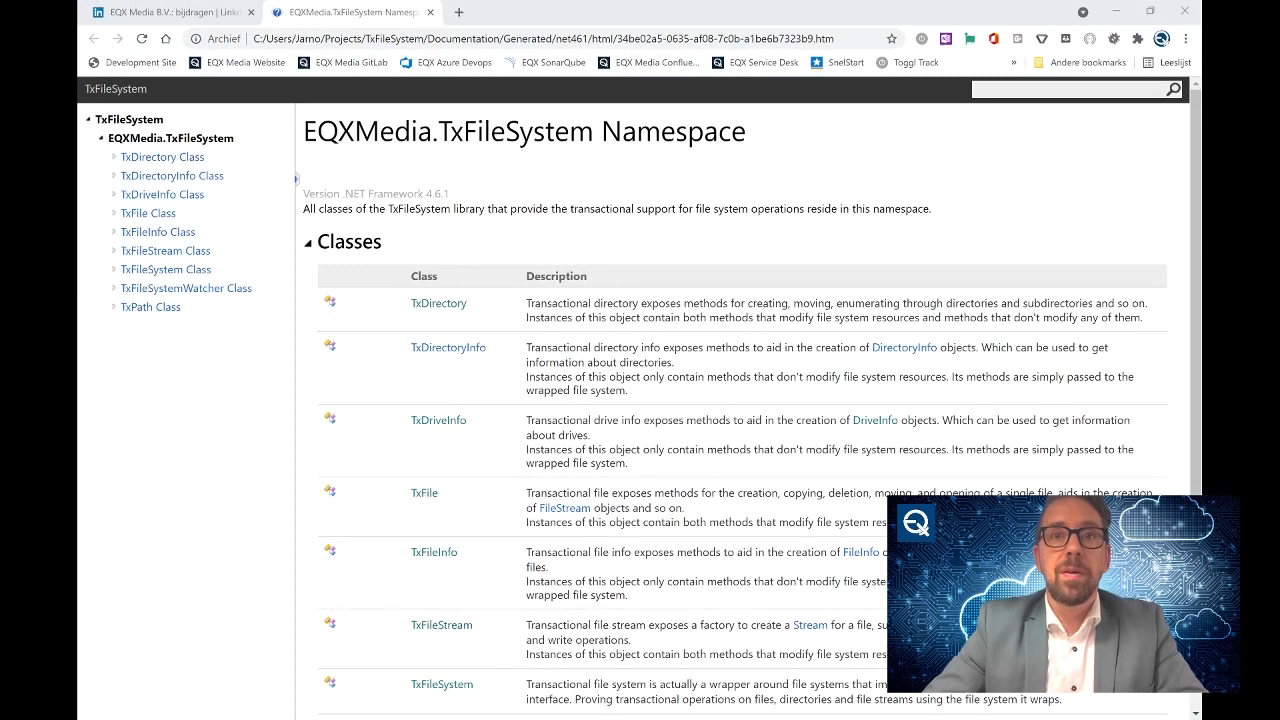 EQX Media B.V.: bijdragen | Linke
EQXMedia.TxFileSystem Namesp
Archief
C:/Users/Jarno/Projects/TxFileSystem/Documentation/Generated/net461/html/34be02a5-0635-af08-7c0b-a1be6b7323b9.htm
Development Site
EQX Media Website
EQX Media GitLab
EQX Azure Devops
EQX SonarQube
EQX Media Conflue...
EQX Service Desk
SnelStart
Toggl Track
»
Andere bookmarks
Leeslijst
TxFileSystem
TxFileSystem
EQXMedia.TxFileSystem
TxDirectory Class
TxDirectoryInfo Class
TxDriveInfo Class
TxFile Class
TxFileInfo Class
TxFileStream Class
TxFileSystem Class
TxFileSystemWatcher Class
TxPath Class
EQXMedia.TxFileSystem Namespace
Version .NET Framework 4.6.1
All classes of the TxFileSystem library that provide the transactional support for file system operations reside in this namespace.
Classes
Class Description
TxDirectory Transactional directory exposes methods for creating, moving, enumerating through directories and subdirectories and so on.
Instances of this object contain both methods that modify file system resources and methods that don't modify any of them.
TxDirectoryInfo Transactional directory info exposes methods to aid in the creation of DirectoryInfo objects. Which can be used to get
information about directories.
Instances of this object only contain methods that don't modify file system resources. Its methods are simply passed to the
wrapped file system.
TxDriveInfo Transactional drive info exposes methods to aid in the creation of DriveInfo objects. Which can be used to get information
about drives.
Instances of this object only contain methods that don't modify file system resources. Its methods are simply passed to the
wrapped file system.
TxFile Transactional file exposes methods for the creation, copying, deletion, moving, and opening of a single file, aids in the creation
of FileStream objects and so on.
Instances of this object contain both methods that modify file system res
TxFileInfo Transactional file info exposes methods to aid in the creation of FileInfo
files.
Instances of this object only contain methods that don't modify file syste
wrapped file system.
TxFileStream Transactional file stream exposes a factory to create a Stream for a file, su
and write operations.
Instances of this object contain both methods that modify file system res
TxFileSystem Transactional file system is actually a wrapper around file systems that im
interface. Proving transactional operations on files, directories and file streams using the file system it wraps.
EQX